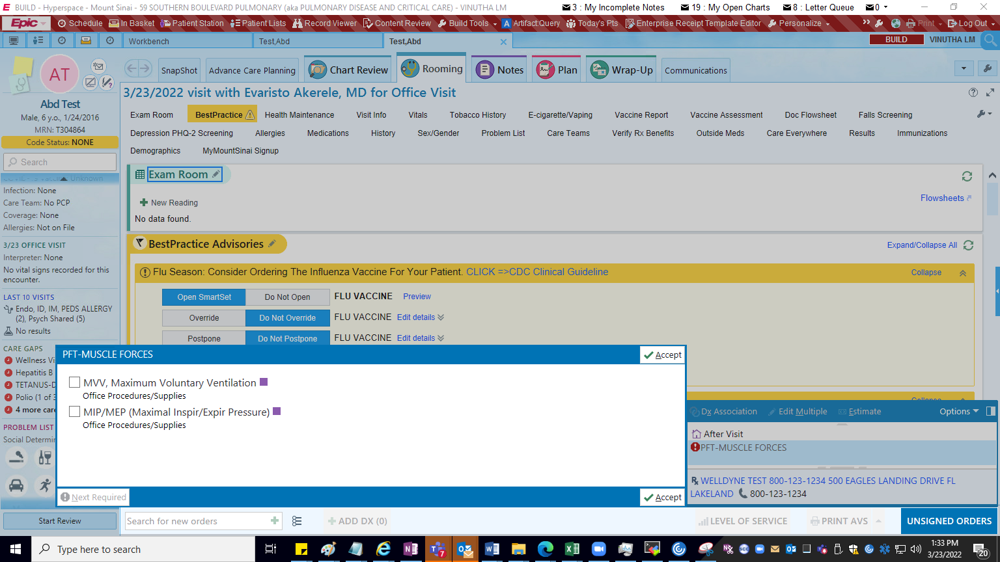 BUILD - Hyperspace - Mount Sinai - 59 SOUTHERN BOULEVARD PULMONARY (aka PULMONARY DISEASE AND CRITICAL CARE) - VINUTHA LM
3 : My Incomplete Notes 19 : My Open Charts 8 : Letter Queue 0
Epic Schedule In Basket Patient Station Patient Lists Record Viewer Content Review Build Tools Artifact Query Today's Pts Enterprise Receipt Template Editor Personalize Print Log Out
Workbench Test,Abd Test,Abd BUILD VINUTHA LM
AT
SnapShot Advance Care Planning Chart Review Rooming Notes Plan Wrap-Up Communications
3/23/2022 visit with Evaristo Akerele, MD for Office Visit
Exam Room BestPractice Health Maintenance Visit Info Vitals Tobacco History E-cigarette/Vaping Vaccine Report Vaccine Assessment Doc Flowsheet Falls Screening
Depression PHQ-2 Screening Allergies Medications History Sex/Gender Problem List Care Teams Verify Rx Benefits Outside Meds Care Everywhere Results Immunizations
Demographics MyMountSinai Signup
Abd Test
Male, 6 y.o., 1/24/2016
MRN: T304864
Code Status: NONE
Search
Unknown
Infection: None
Care Team: No PCP
Coverage: None
Allergies: Not on File
3/23 OFFICE VISIT
Interpreter: None
No vital signs recorded for this
encounter.
LAST 10 VISITS
Endo, ID, IM, PEDS ALLERGY
(2), Psych Shared (5)
No results
CARE GAPS
Wellness Vi
Hepatitis B
TETANUS-D
Polio (1 of 3
4 more care
PROBLEM LIST
Social Determin
Start Review
Exam Room
New Reading
Flowsheets
No data found.
BestPractice Advisories
Expand/Collapse All
Flu Season: Consider Ordering The Influenza Vaccine For Your Patient. CLICK =>CDC Clinical Guideline
Collapse
Open SmartSet Do Not Open FLU VACCINE Preview
Override Do Not Override FLU VACCINE Edit details
Postpone Do Not Postpone FLU VACCINE Edit details
Collapse
PFT-MUSCLE FORCES
Accept
MVV, Maximum Voluntary Ventilation
Office Procedures/Supplies
MIP/MEP (Maximal Inspir/Expir Pressure)
Office Procedures/Supplies
Next Required
Accept
Dx Association Edit Multiple Estimate Options
After Visit
PFT-MUSCLE FORCES
WELLDYNE TEST 800-123-1234 500 EAGLES LANDING DRIVE FL
LAKELAND 800-123-1234
Search for new orders ADD DX (0) LEVEL OF SERVICE PRINT AVS UNSIGNED ORDERS
Type here to search
7
1:33 PM
3/23/2022
20